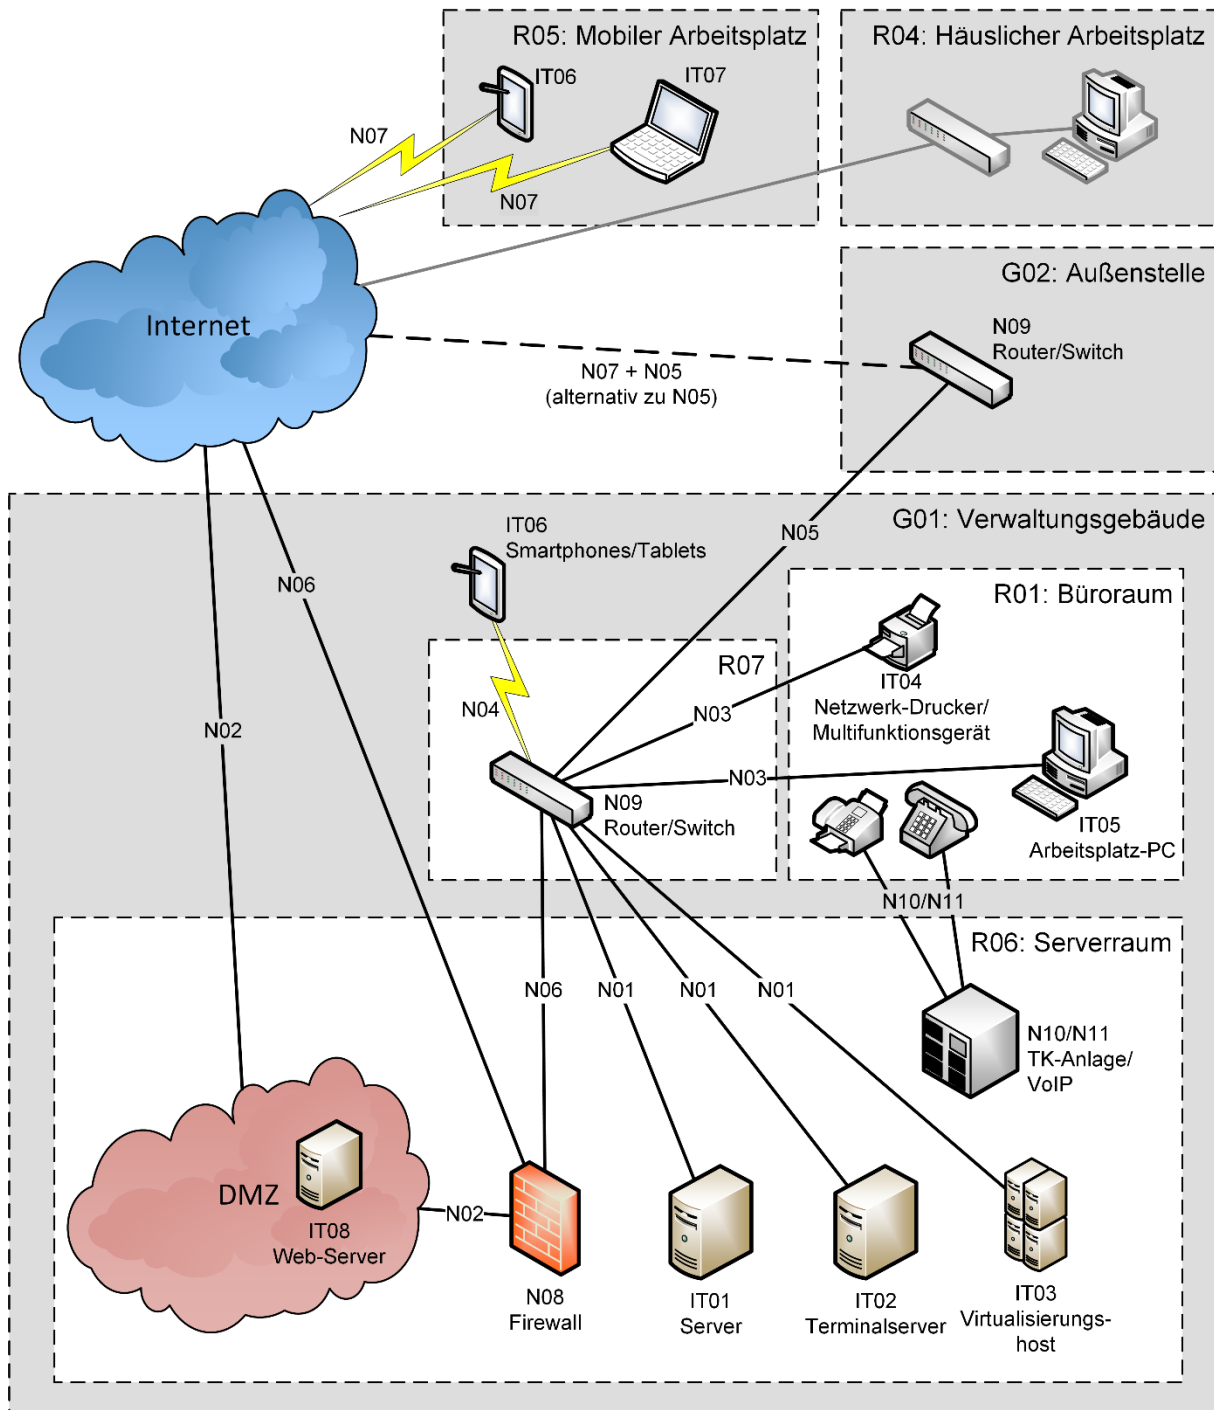 R05: Mobiler Arbeitsplatz
IT06
IT07
N07
N07
R04: Häuslicher Arbeitsplatz
Internet
G02: Außenstelle
N09
Router/Switch
N07 + N05
(alternativ zu N05)
G01: Verwaltungsgebäude
IT06
Smartphones/Tablets
N05
N06
R01: Büroraum
R07
IT04
Netzwerk-Drucker/
Multifunktionsgerät
N04
N03
N02
N03
N09
Router/Switch
IT05
Arbeitsplatz-PC
N10/N11
R06: Serverraum
N06
N01
N01
N01
N10/N11
TK-Anlage/
VoIP
DMZ
IT08
Web-Server
N02
N08
Firewall
IT01
Server
IT02
Terminalserver
IT03
Virtualisierungs-
host